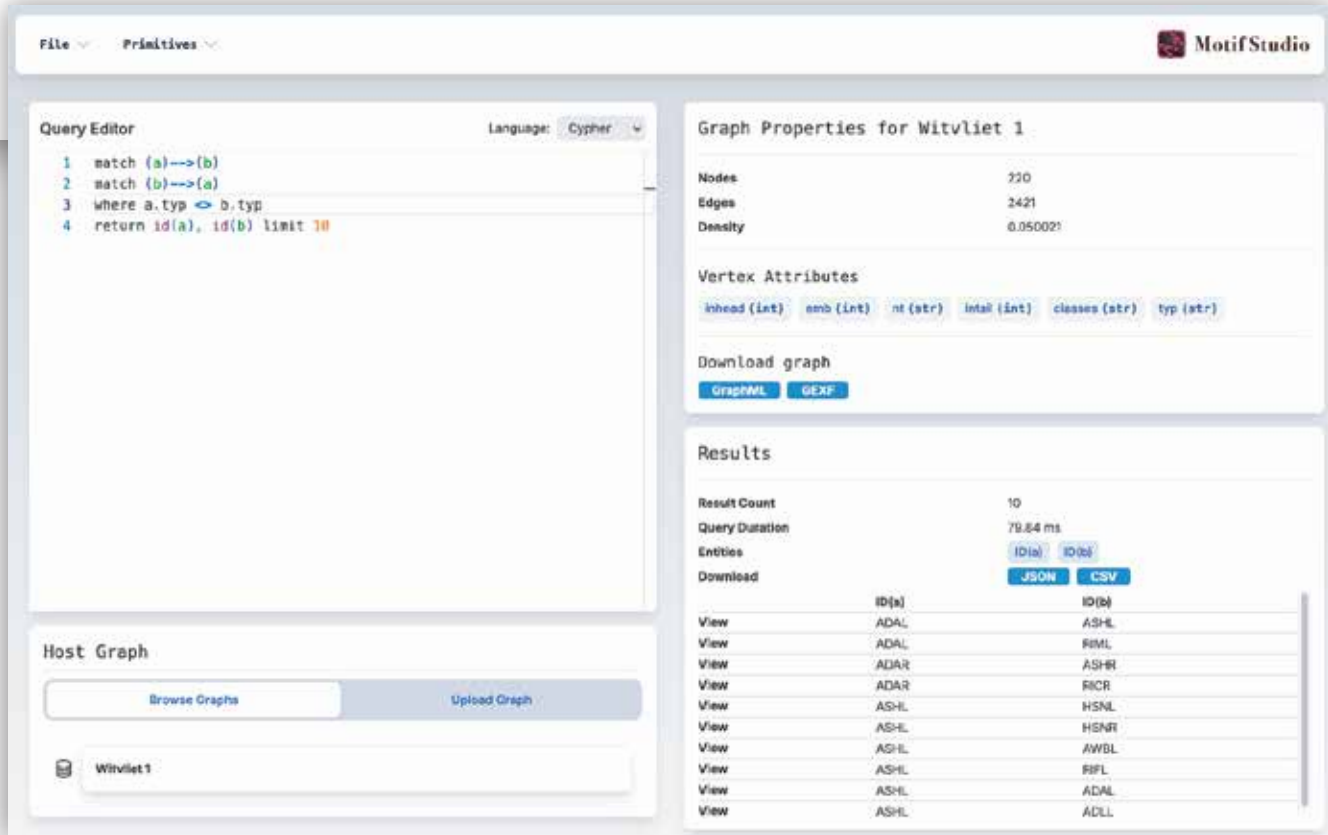 File Primitives
MotifStudio
Query Editor Language: Cypher
1 match (a)-->(b)
2 match (b)-->(a)
3 where a.typ <> b.typ
4 return id(a), id(b) limit 10
Host Graph
Browse Graphs Upload Graph
Witvliet 1
Graph Properties for Witvliet 1
Nodes 220
Edges 2421
Density 0.050021
Vertex Attributes
inhead (int) emb (int) nt (str) intail (int) classes (str) typ (str)
Download graph
GraphML GEXF
Results
Result Count 10
Query Duration 79.84 ms
Entities ID(a) ID(b)
Download JSON CSV
ID(a) ID(b)
View ADAL ASHL
View ADAL RIML
View ADAR ASHR
View ADAR RICR
View ASHL HSNL
View ASHL HSNR
View ASHL AWBL
View ASHL RIFL
View ASHL ADAL
View ASHL ADLL